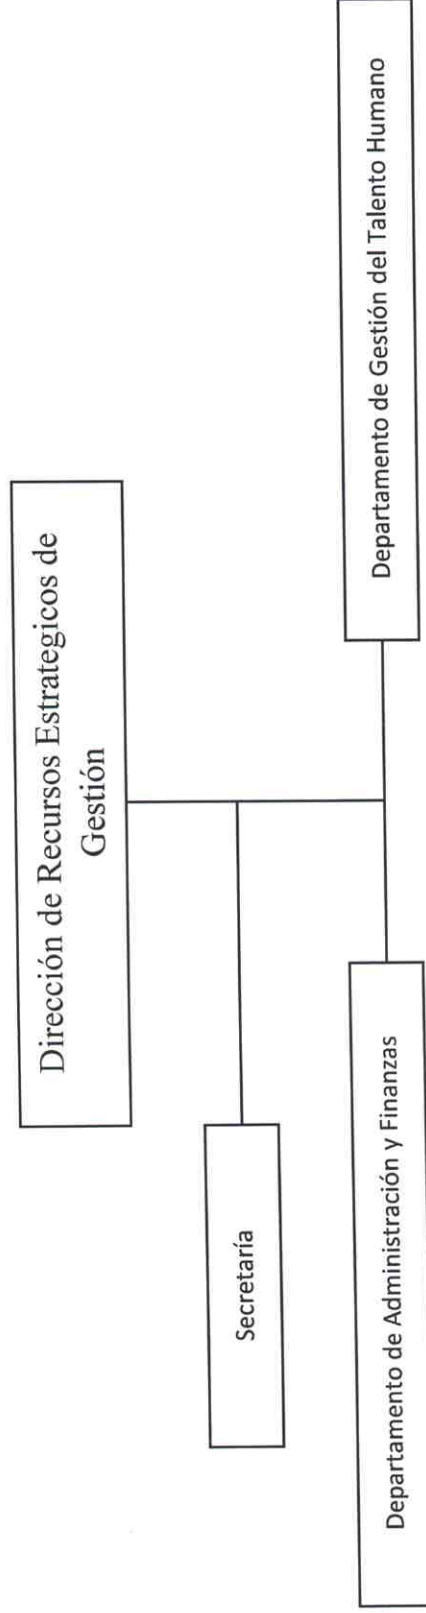 Dirección de Recursos Estrategicos de
Gestión
Secretaría
Departamento de Administración y Finanzas
Departamento de Gestión del Talento Humano